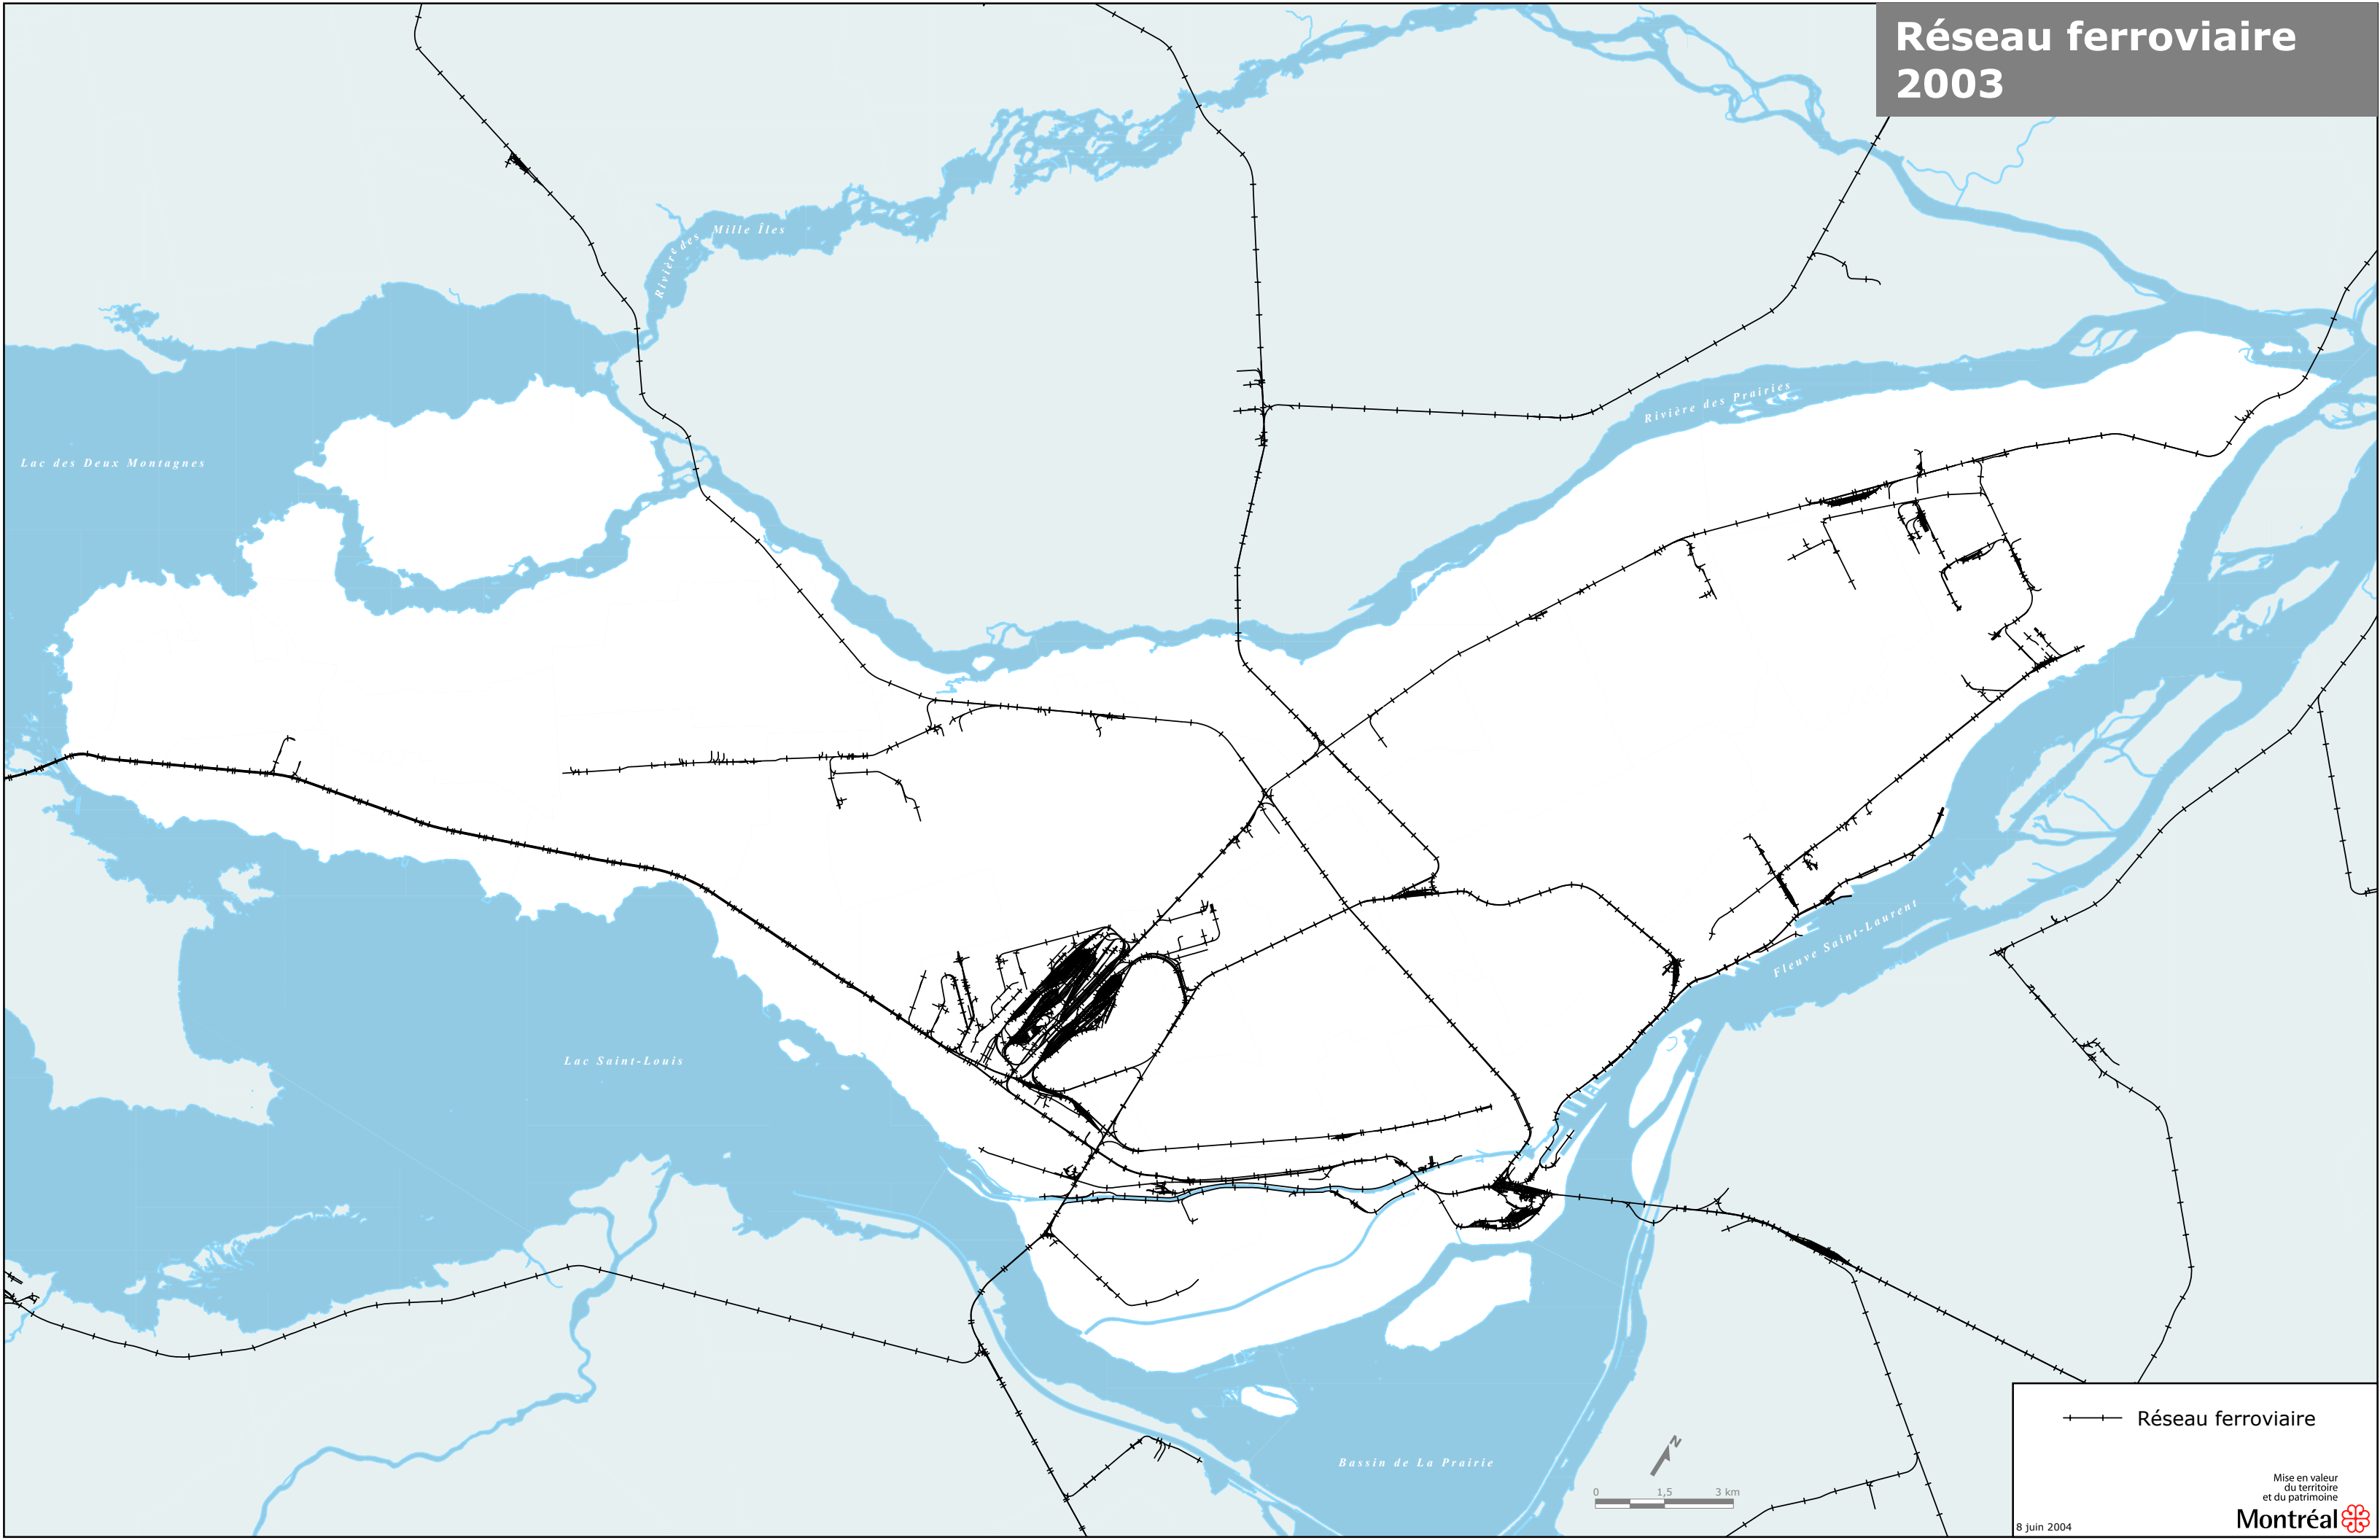 Réseau ferroviaire
2003
Rivière des Mille Îles
Rivière des Prairies
Lac des Deux Montagnes
Fleuve Saint-Laurent
Lac Saint-Louis
Bassin de La Prairie
N
0 1,5 3 km
Réseau ferroviaire
Mise en valeur
du territoire
et du patrimoine
Montréal
8 juin 2004